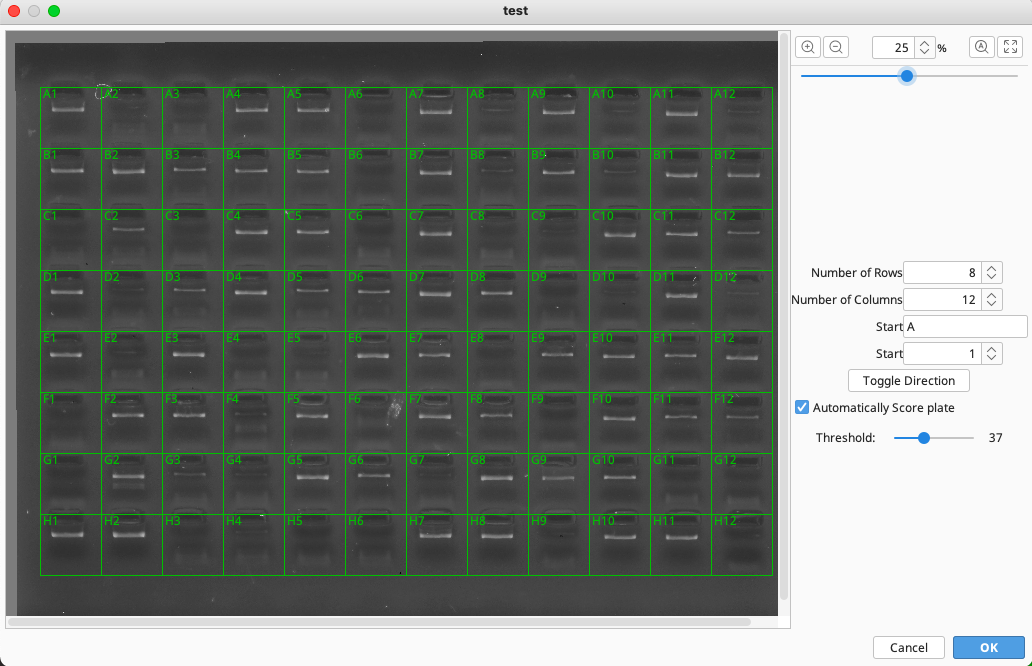 test
25 %
A1 A2 A3 A4 A5 A6 A7 A8 A9 A10 A11 A12
B1 B2 B3 B4 B5 B6 B7 B8 B9 B10 B11 B12
C1 C2 C3 C4 C5 C6 C7 C8 C9 C10 C11 C12
D1 D2 D3 D4 D5 D6 D7 D8 D9 D10 D11 D12
E1 E2 E3 E4 E5 E6 E7 E8 E9 E10 E11 E12
F1 F2 F3 F4 F5 F6 F7 F8 F9 F10 F11 F12
G1 G2 G3 G4 G5 G6 G7 G8 G9 G10 G11 G12
H1 H2 H3 H4 H5 H6 H7 H8 H9 H10 H11 H12
Number of Rows 8
Number of Columns 12
Start A
Start 1
Toggle Direction
Automatically Score plate
Threshold: 37
Cancel OK